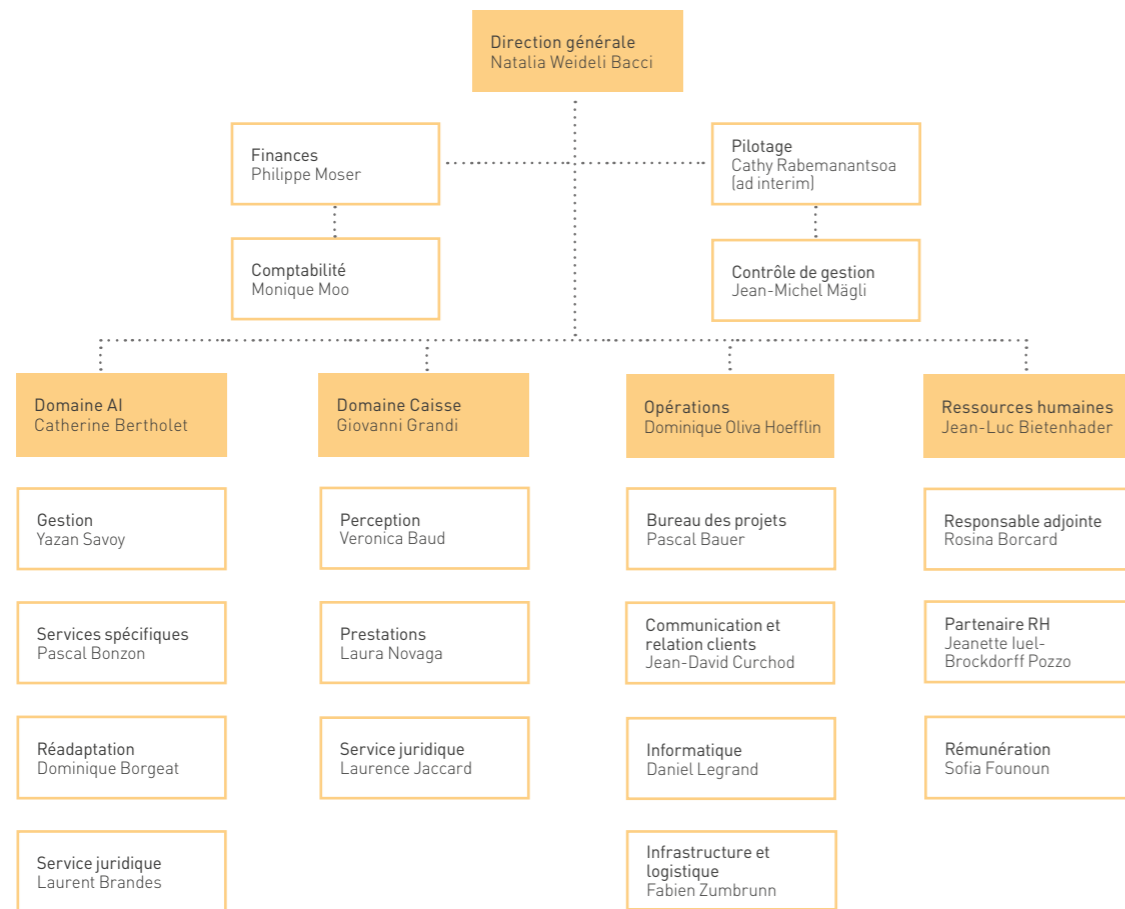 Direction générale
Natalia Weideli Bacci
Finances
Philippe Moser
Pilotage
Cathy Rabemanantsoa
(ad interim)
Comptabilité
Monique Moo
Contrôle de gestion
Jean-Michel Mägli
Domaine AI
Catherine Bertholet
Domaine Caisse
Giovanni Grandi
Opérations
Dominique Oliva Hoefflin
Ressources humaines
Jean-Luc Bietenhader
Gestion
Yazan Savoy
Perception
Veronica Baud
Bureau des projets
Pascal Bauer
Responsable adjointe
Rosina Borcard
Services spécifiques
Pascal Bonzon
Prestations
Laura Novaga
Communication et
relation clients
Jean-David Curchod
Partenaire RH
Jeanette Iuel-
Brockdorff Pozzo
Réadaptation
Dominique Borgeat
Service juridique
Laurence Jaccard
Informatique
Daniel Legrand
Rémunération
Sofia Founoun
Service juridique
Laurent Brandes
Infrastructure et
logistique
Fabien Zumbrunn